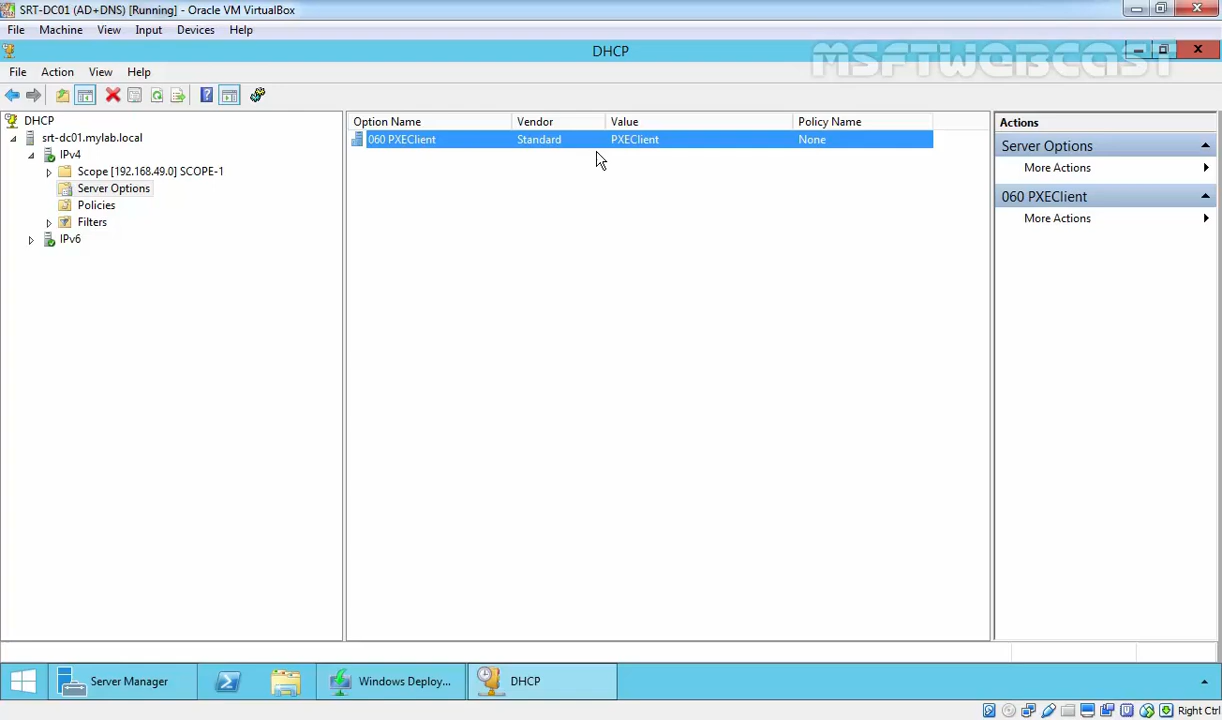 SRT-DC01 (AD+DNS) [Running] - Oracle VM VirtualBox
File Machine View Input Devices Help
DHCP
MSFTWEBCAST
File Action View Help
DHCP
srt-dc01.mylab.local
IPv4
Scope [192.168.49.0] SCOPE-1
Server Options
Policies
Filters
IPv6
Option Name Vendor Value Policy Name
060 PXEClient Standard PXEClient None
Actions
Server Options
More Actions
060 PXEClient
More Actions
Server Manager Windows Deploy... DHCP
Right Ctrl